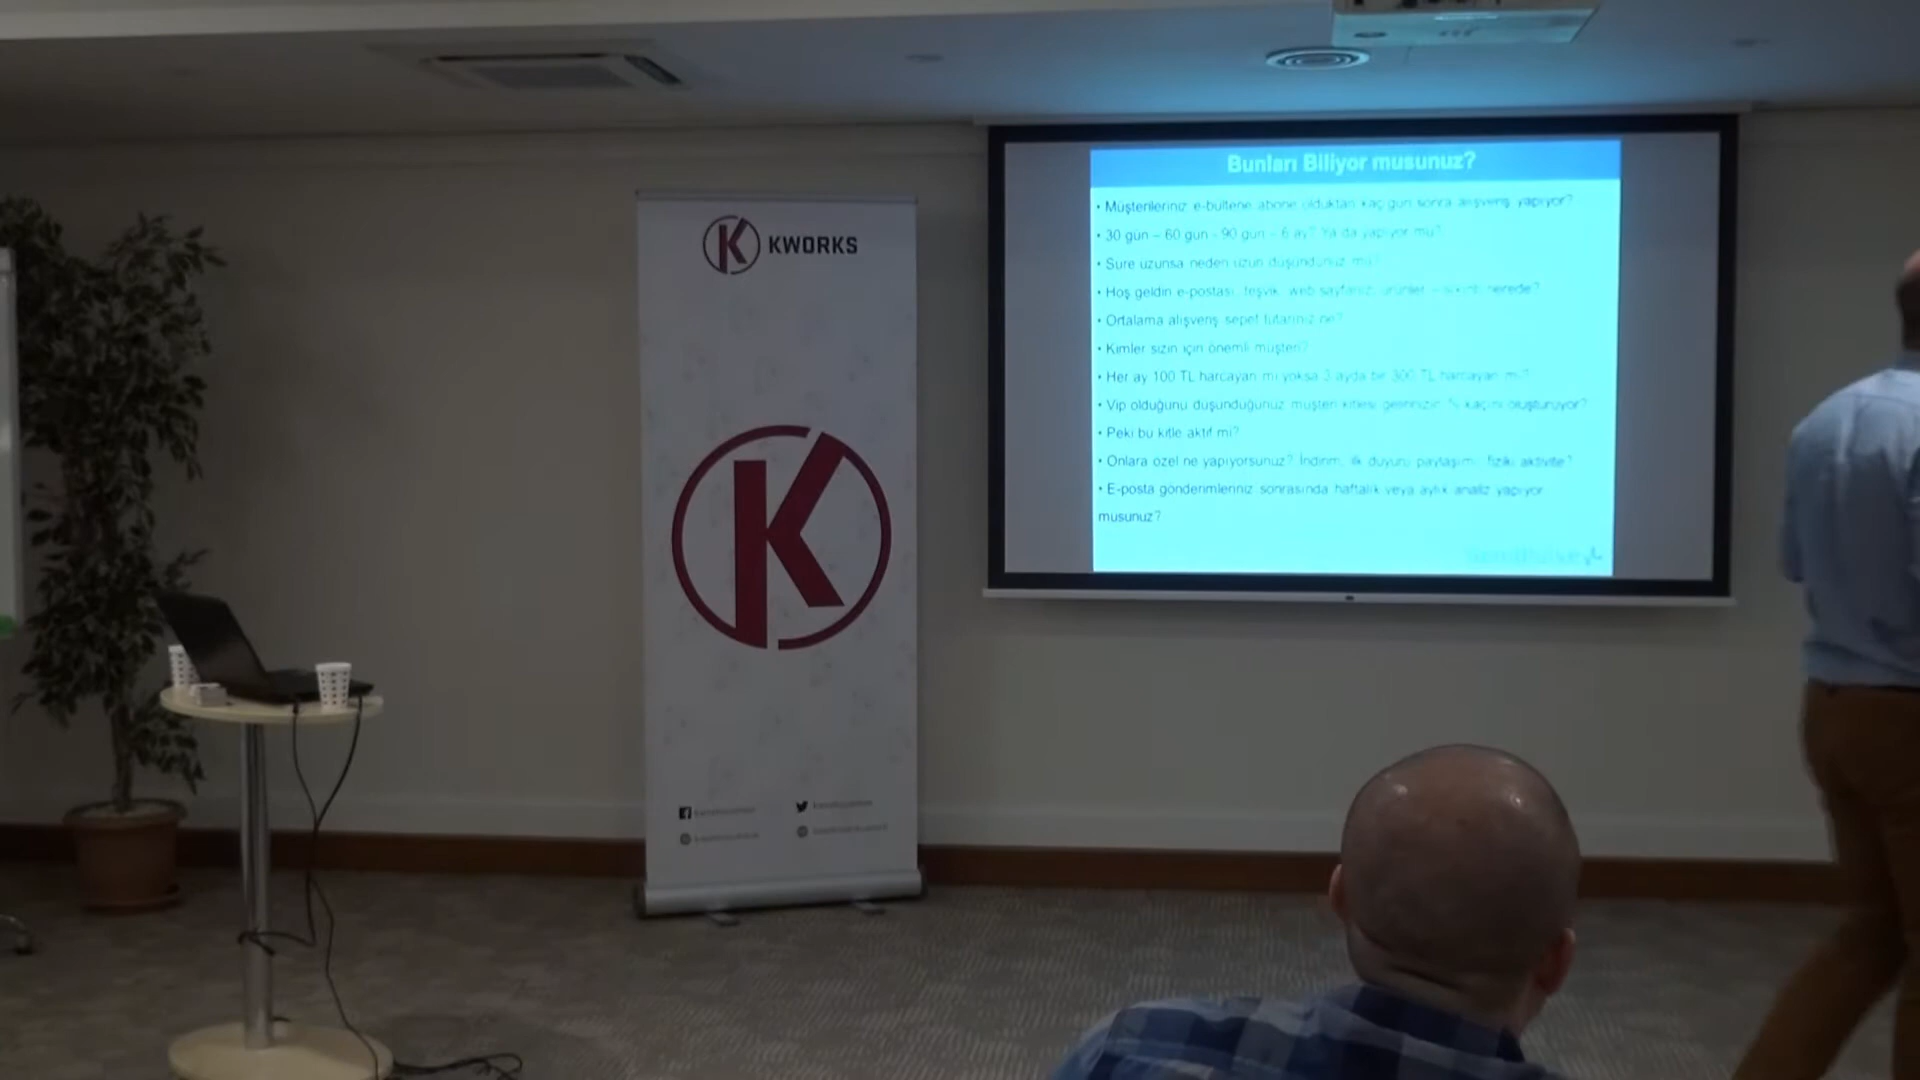 KWORKS
Bunları Biliyor musunuz?
• Müşterileriniz e-bültene abone olduktan kaç gün sonra alışveriş yapıyor?
• 30 gün – 60 gün - 90 gün – 6 ay? Ya da yapıyor mu?
• Süre uzunsa neden uzun düşündünüz mü?
• Hoş geldin e-postası, teşvik, web sayfanız, ürünler – sıkıntı nerede?
• Ortalama alışveriş sepet tutarınız ne?
• Kimler sizin için önemli müşteri?
• Her ay 100 TL harcayan mı yoksa 3 ayda bir 300 TL harcayan mı?
• Vip olduğunu düşündüğünüz müşteri kitlesi gelirinizin % kaçını oluşturuyor?
• Peki bu kitle aktif mi?
• Onlara özel ne yapıyorsunuz? İndirim, ilk duyuru paylaşımı, fiziki aktivite?
• E-posta gönderimleriniz sonrasında haftalık veya aylık analiz yapıyor
musunuz?